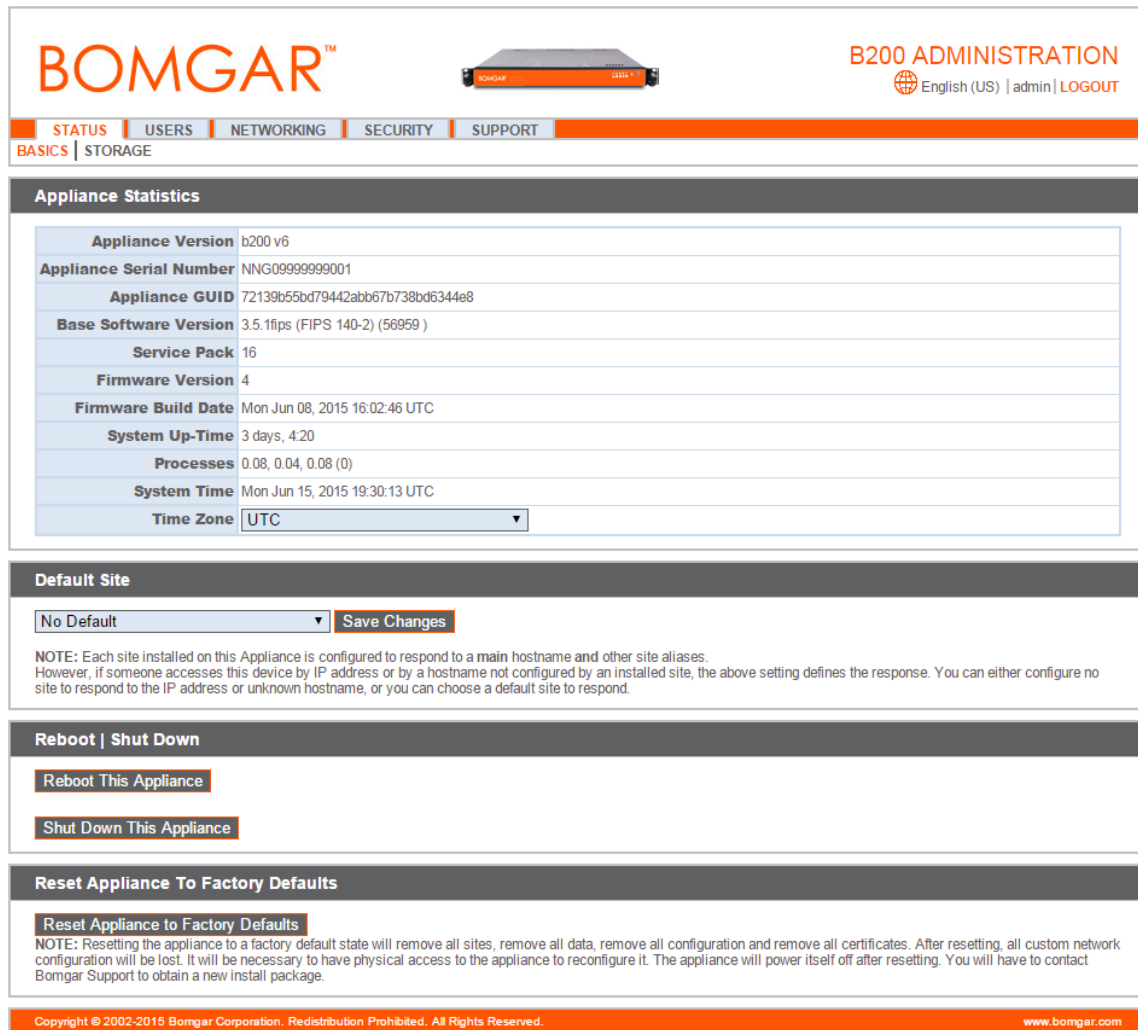 BOMGAR™
BOMGAR
B200 ADMINISTRATION
English (US) | admin | LOGOUT
STATUS USERS NETWORKING SECURITY SUPPORT
BASICS | STORAGE
Appliance Statistics
Appliance Version b200 v6
Appliance Serial Number NNG09999999001
Appliance GUID 72139b55bd79442abb67b738bd6344e8
Base Software Version 3.5.1fips (FIPS 140-2) (56959 )
Service Pack 16
Firmware Version 4
Firmware Build Date Mon Jun 08, 2015 16:02:46 UTC
System Up-Time 3 days, 4:20
Processes 0.08, 0.04, 0.08 (0)
System Time Mon Jun 15, 2015 19:30:13 UTC
Time Zone UTC
Default Site
No Default Save Changes
NOTE: Each site installed on this Appliance is configured to respond to a main hostname and other site aliases.
However, if someone accesses this device by IP address or by a hostname not configured by an installed site, the above setting defines the response. You can either configure no
site to respond to the IP address or unknown hostname, or you can choose a default site to respond.
Reboot | Shut Down
Reboot This Appliance
Shut Down This Appliance
Reset Appliance To Factory Defaults
Reset Appliance to Factory Defaults
NOTE: Resetting the appliance to a factory default state will remove all sites, remove all data, remove all configuration and remove all certificates. After resetting, all custom network
configuration will be lost. It will be necessary to have physical access to the appliance to reconfigure it. The appliance will power itself off after resetting. You will have to contact
Bomgar Support to obtain a new install package.
Copyright © 2002-2015 Bomgar Corporation. Redistribution Prohibited. All Rights Reserved. www.bomgar.com